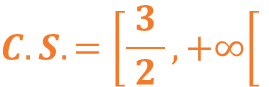 C. S. = [3/2, +∞[